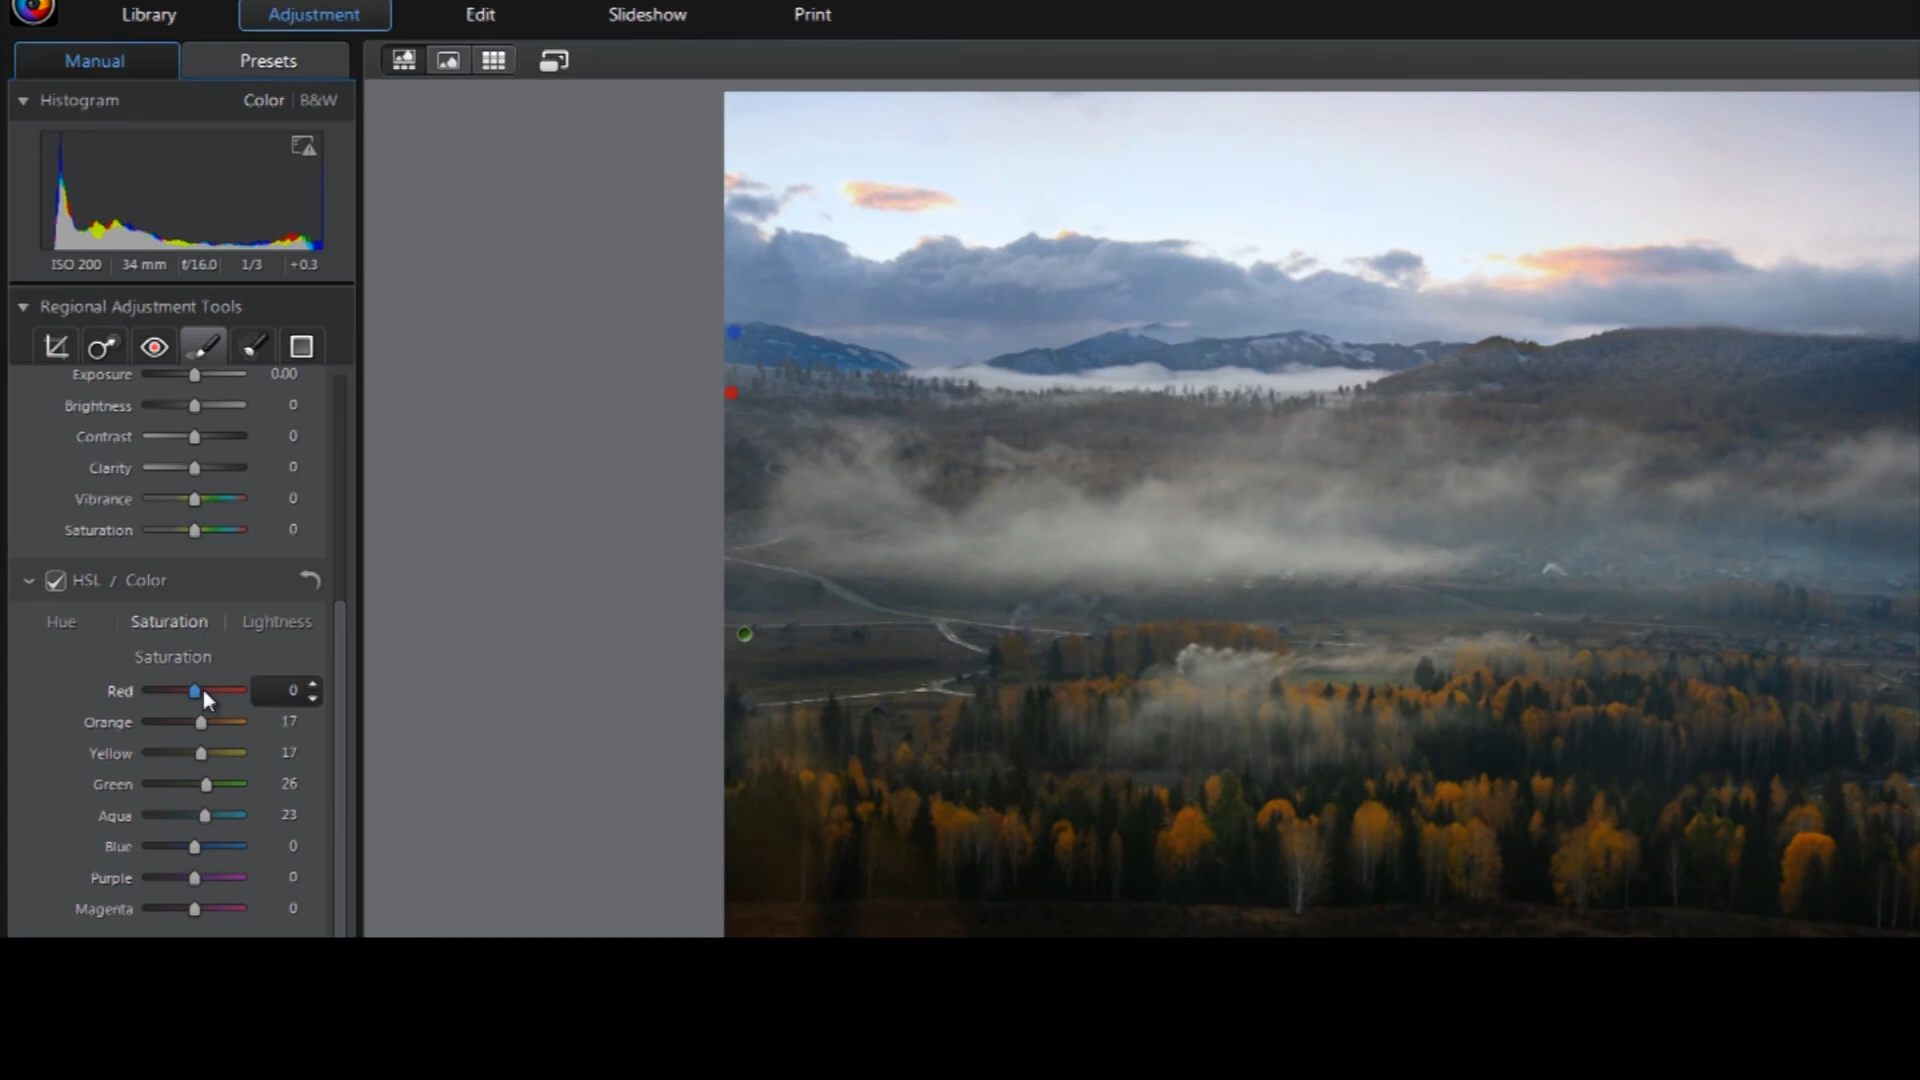 Library Adjustment Edit Slideshow Print
Manual Presets
Histogram Color | B&W
ISO 200 34 mm f/16.0 1/3 +0.3
Regional Adjustment Tools
Exposure 0.00
Brightness 0
Contrast 0
Clarity 0
Vibrance 0
Saturation 0
HSL / Color
Hue Saturation Lightness
Saturation
Red 0
Orange 17
Yellow 17
Green 26
Aqua 23
Blue 0
Purple 0
Magenta 0